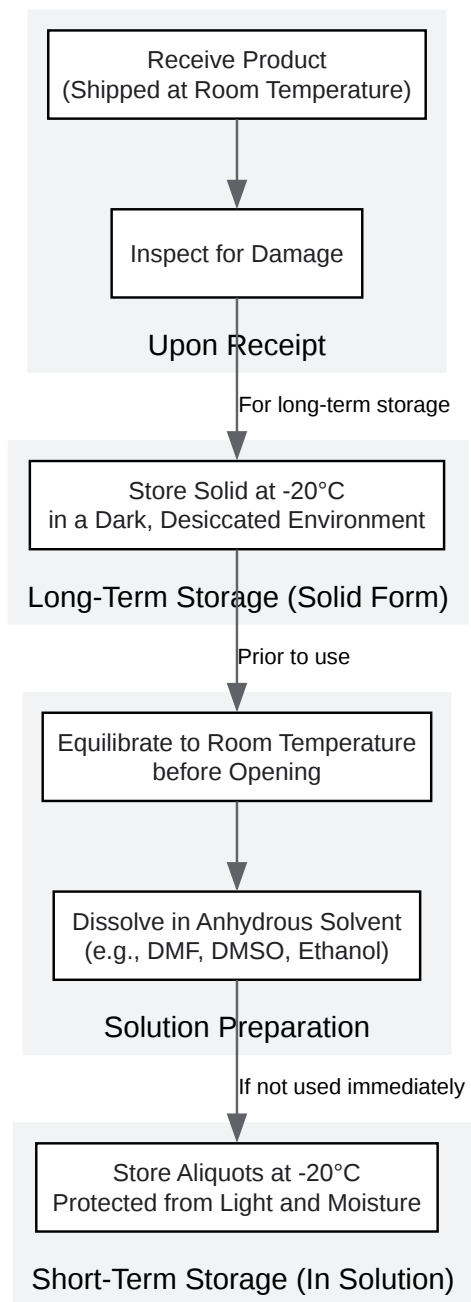 Receive Product
(Shipped at Room Temperature)
Inspect for Damage
Upon Receipt
For long-term storage
Store Solid at -20°C
in a Dark, Desiccated Environment
Long-Term Storage (Solid Form)
Prior to use
Equilibrate to Room Temperature
before Opening
Dissolve in Anhydrous Solvent
(e.g., DMF, DMSO, Ethanol)
Solution Preparation
If not used immediately
Store Aliquots at -20°C
Protected from Light and Moisture
Short-Term Storage (In Solution)